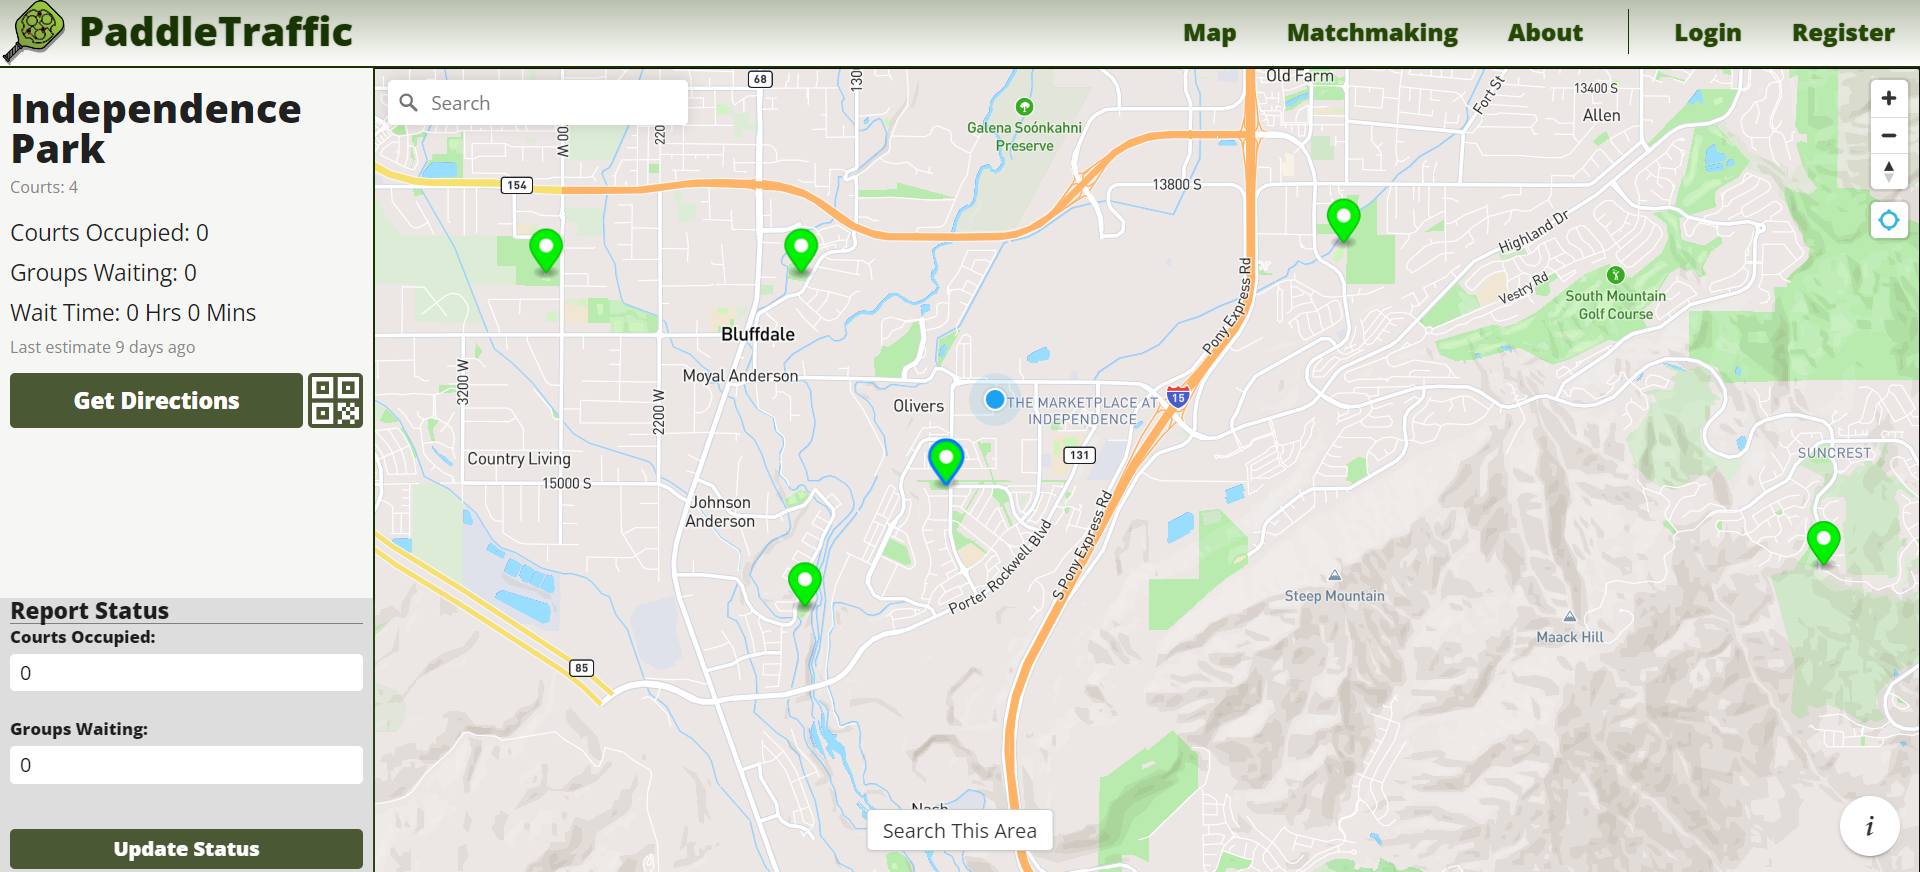 PaddleTraffic
Map
Matchmaking
About
Login
Register
Independence
Park
Courts: 4
Courts Occupied: 0
Groups Waiting: 0
Wait Time: 0 Hrs 0 Mins
Last estimate 9 days ago
Get Directions
Report Status
Courts Occupied:
0
Groups Waiting:
0
Update Status
Search
68
130
Old Farm
Fort St
13400 S
Allen
Galena Soónkahni
Preserve
00 W
220
154
13800 S
Highland Dr
Vestry Rd
South Mountain
Golf Course
Pony Express Rd
Bluffdale
Moyal Anderson
3200 W
2200 W
Olivers
THE MARKETPLACE AT
INDEPENDENCE
15
131
Country Living
15000 S
Johnson
Anderson
SUNCREST
Porter Rockwell Blvd
S Pony Express Rd
Steep Mountain
Maack Hill
85
Nash
Search This Area
i